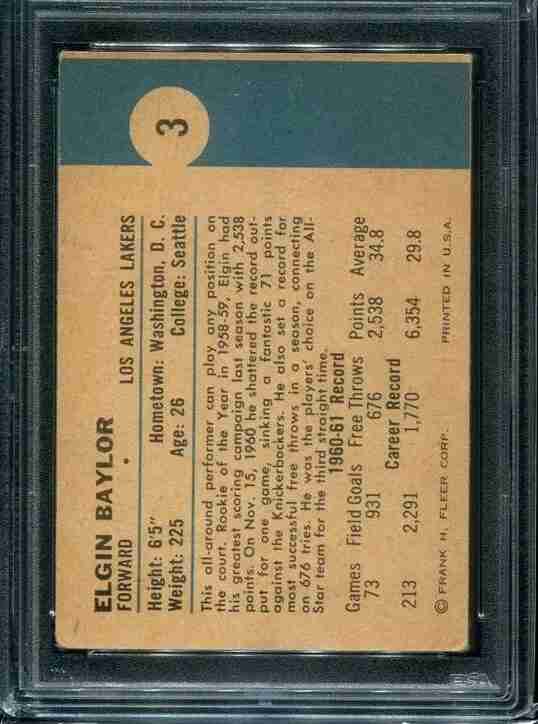 3
ELGIN BAYLOR
FORWARD • LOS ANGELES LAKERS
Height: 6'5" Hometown: Washington, D. C.
Weight: 225 Age: 26 College: Seattle
This all-around performer can play any position on
the court. Rookie of the Year in 1958-59, Elgin had
his greatest scoring campaign last season with 2,538
points. On Nov. 15, 1960 he shattered the record out-
put for one game, sinking a fantastic 71 points
against the Knickerbockers. He also set a record for
most successful free throws in a season, connecting
on 676 tries. He was the players' choice on the All-
Star team for the third straight time.
1960-61 Record
Games Field Goals Free Throws Points Average
73 931 676 2,538 34.8
Career Record
213 2,291 1,770 6,354 29.8
© FRANK H. FLEER CORP. PRINTED IN U.S.A.